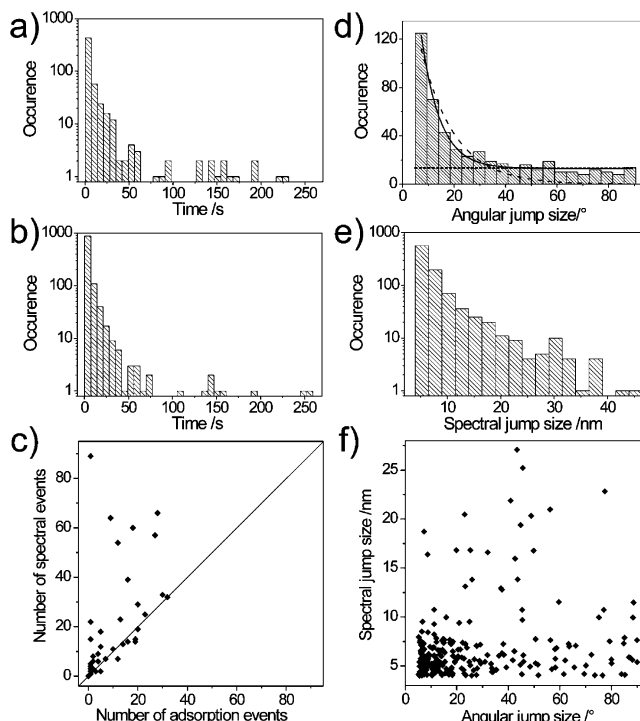 a)
1000
100
10
1
Occurence
0 50 100 150 200 250
Time /s
b)
1000
100
10
1
Occurence
0 50 100 150 200 250
Time /s
c)
80
60
40
20
0
Number of spectral events
0 20 40 60 80
Number of adsorption events
d)
120
80
40
0
Occurence
0 20 40 60 80
Angular jump size/°
e)
1000
100
10
1
Occurence
10 20 30 40
Spectral jump size /nm
f)
25
20
15
10
5
Spectral jump size /nm
0 20 40 60 80
Angular jump size /°